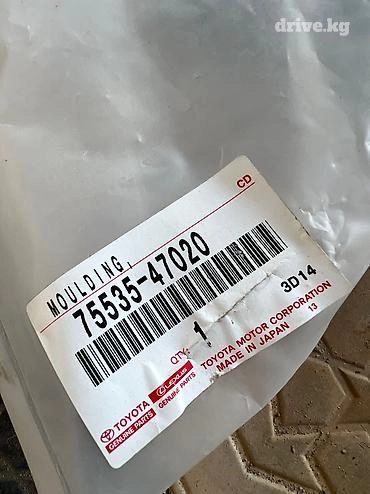 drive.kg
CD
MOULDING,
75535-47020
QTY. 1
3D14
TOYOTA
GENUINE PARTS
LEXUS
GENUINE PARTS
TOYOTA MOTOR CORPORATION
MADE IN JAPAN 13